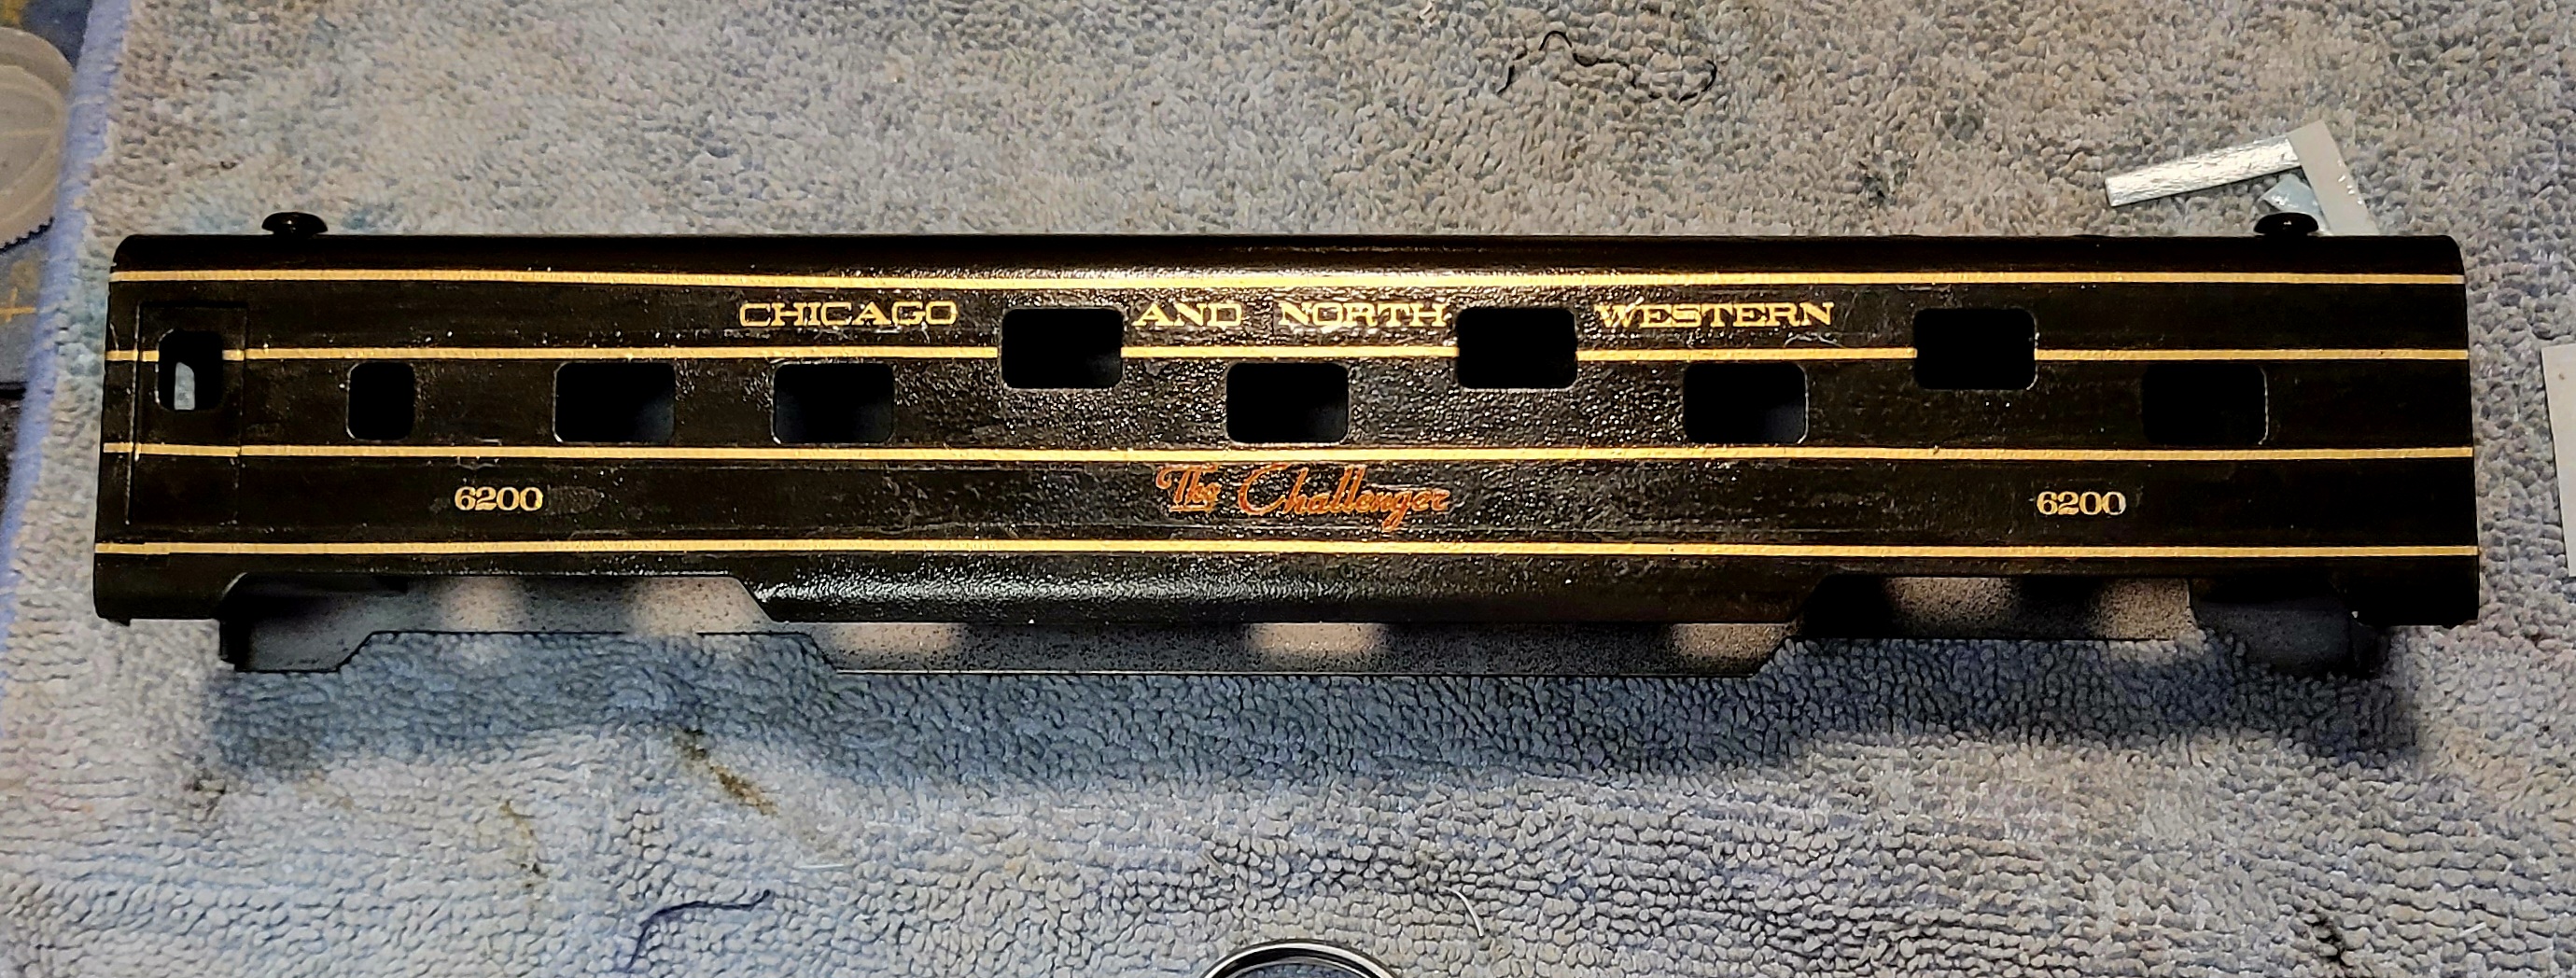 CHICAGO AND NORTH WESTERN
The Challenger
6200 6200